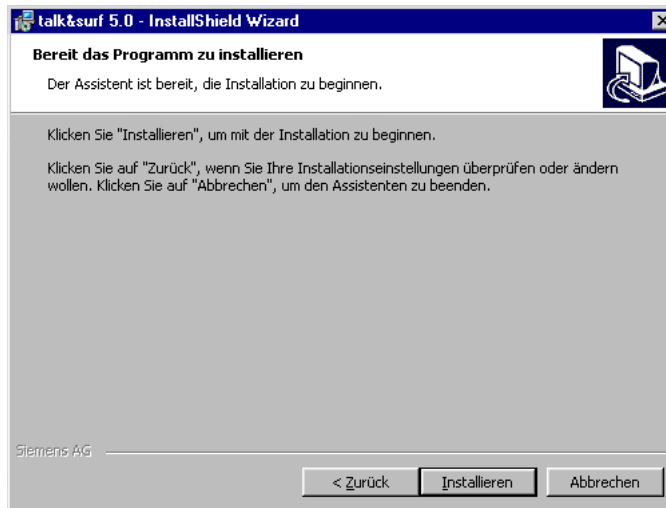 talk&surf 5.0 - InstallShield Wizard
Bereit das Programm zu installieren
Der Assistent ist bereit, die Installation zu beginnen.
Klicken Sie "Installieren", um mit der Installation zu beginnen.
Klicken Sie auf "Zurück", wenn Sie Ihre Installationseinstellungen überprüfen oder ändern
wollen. Klicken Sie auf "Abbrechen", um den Assistenten zu beenden.
Siemens AG
< Zurück Installieren Abbrechen